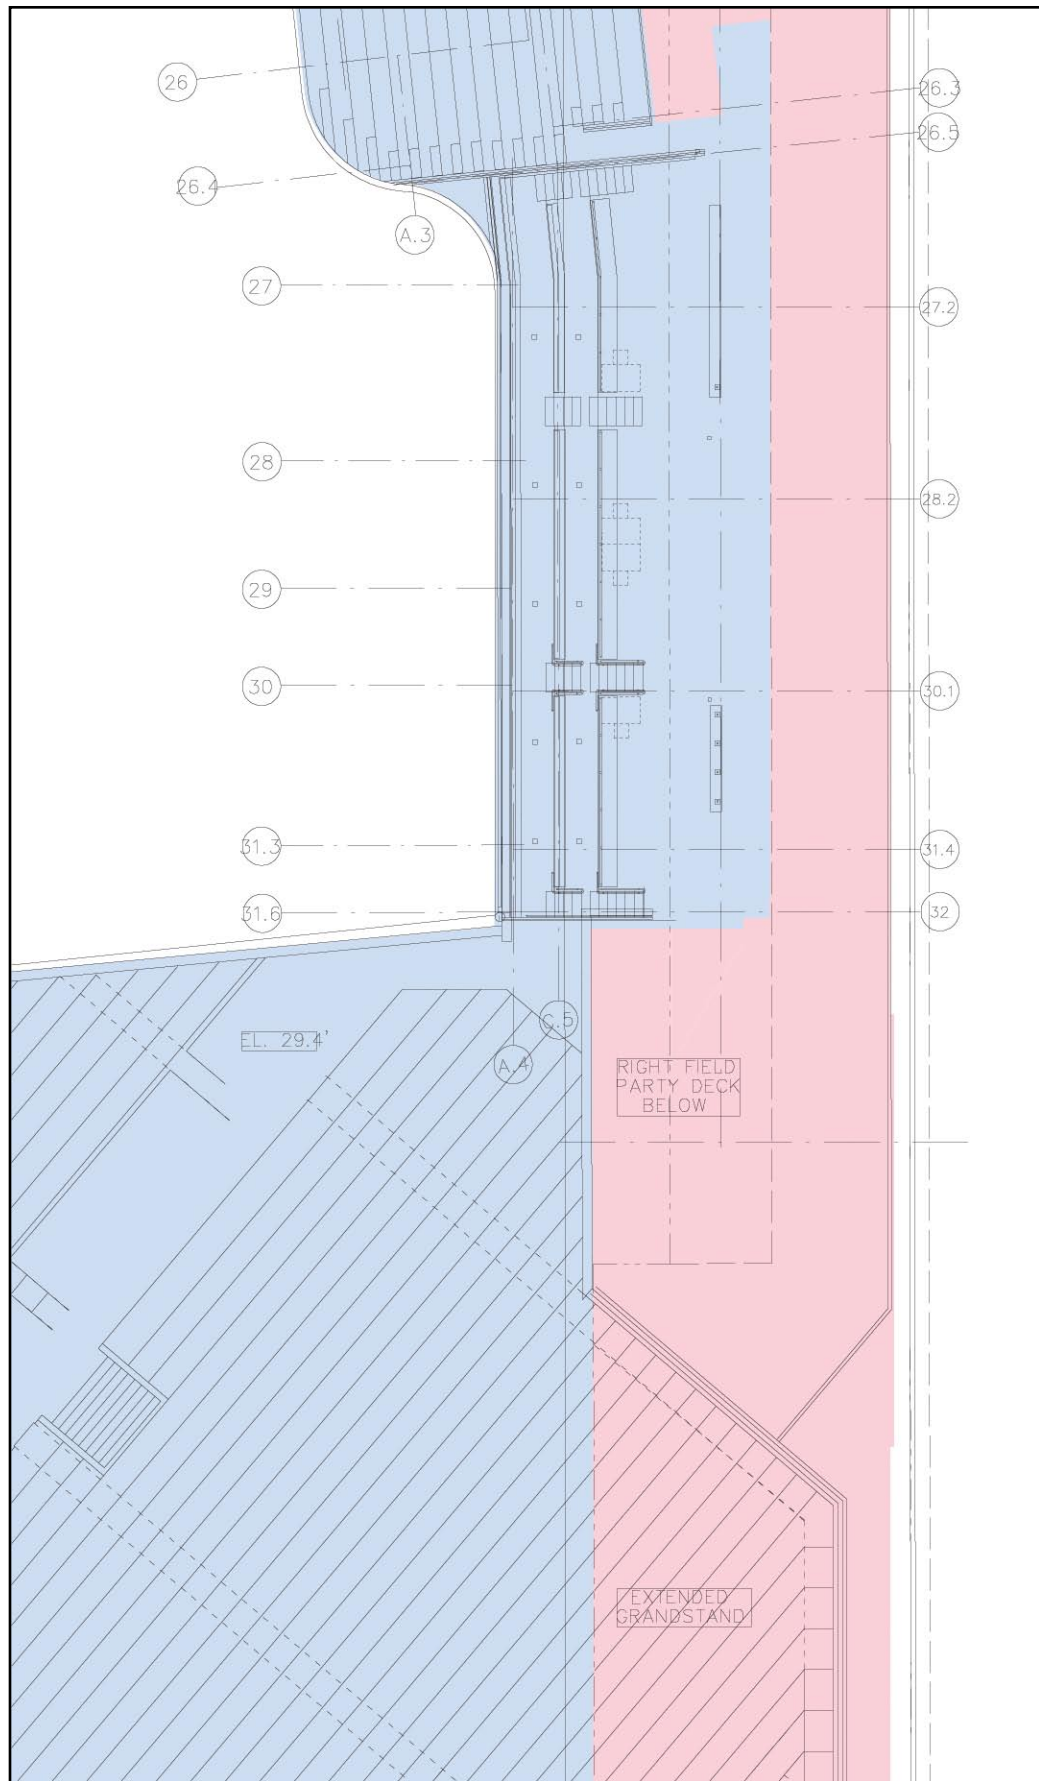 26
26.3
26.5
26.4
A.3
27
27.2
28
28.2
29
30
30.1
31.3
31.4
31.6
32
C.5
EL. 29.4'
A.4
RIGHT FIELD
PARTY DECK
BELOW
EXTENDED
GRANDSTAND